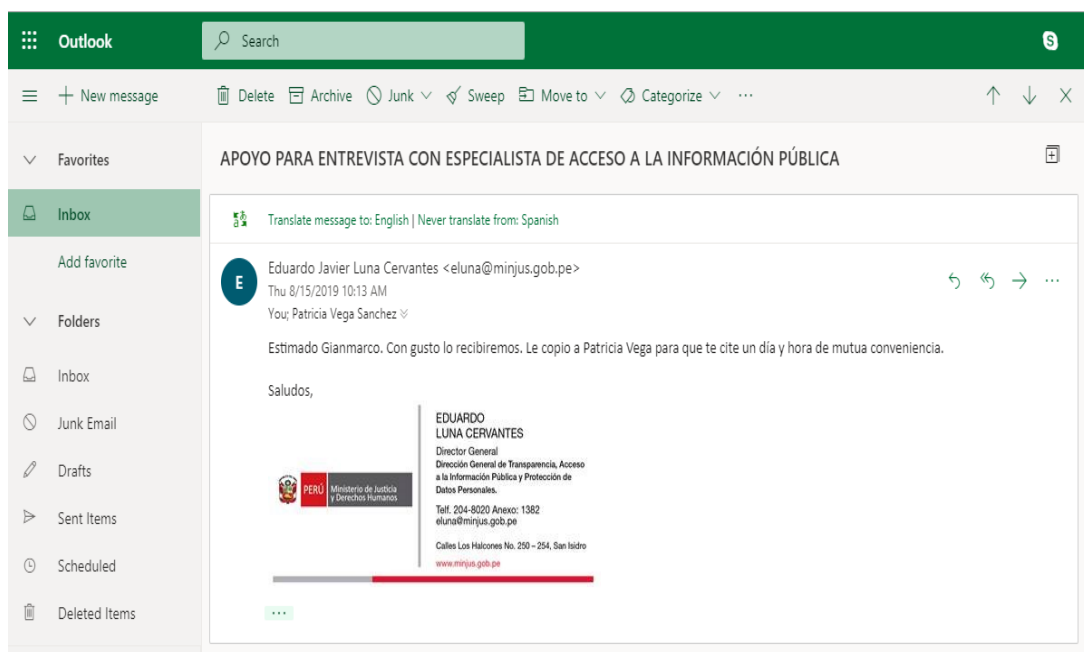 Outlook
Search
New message
Delete Archive Junk Sweep Move to Categorize ...
Favorites
Inbox
Add favorite
Folders
Inbox
Junk Email
Drafts
Sent Items
Scheduled
Deleted Items
APOYO PARA ENTREVISTA CON ESPECIALISTA DE ACCESO A LA INFORMACIÓN PÚBLICA
Translate message to: English | Never translate from: Spanish
E
Eduardo Javier Luna Cervantes <eluna@minjus.gob.pe>
Thu 8/15/2019 10:13 AM
You; Patricia Vega Sanchez
Estimado Gianmarco. Con gusto lo recibiremos. Le copio a Patricia Vega para que te cite un día y hora de mutua conveniencia.
Saludos,
PERÚ
Ministerio de Justicia
y Derechos Humanos
EDUARDO
LUNA CERVANTES
Director General
Dirección General de Transparencia, Acceso
a la Información Pública y Protección de
Datos Personales.
Telf. 204-8020 Anexo: 1382
eluna@minjus.gob.pe
Calles Los Halcones No. 250 – 254, San Isidro
www.minjus.gob.pe
...